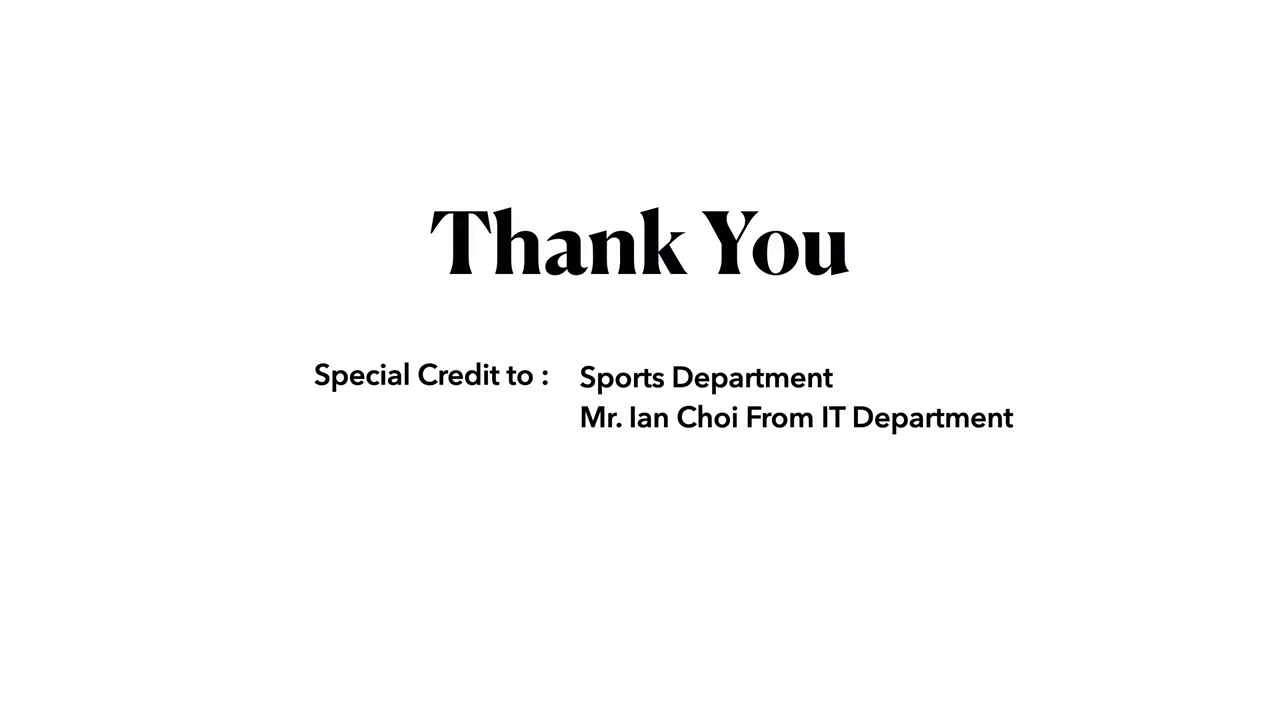 Thank You
Special Credit to : Sports Department
Mr. Ian Choi From IT Department